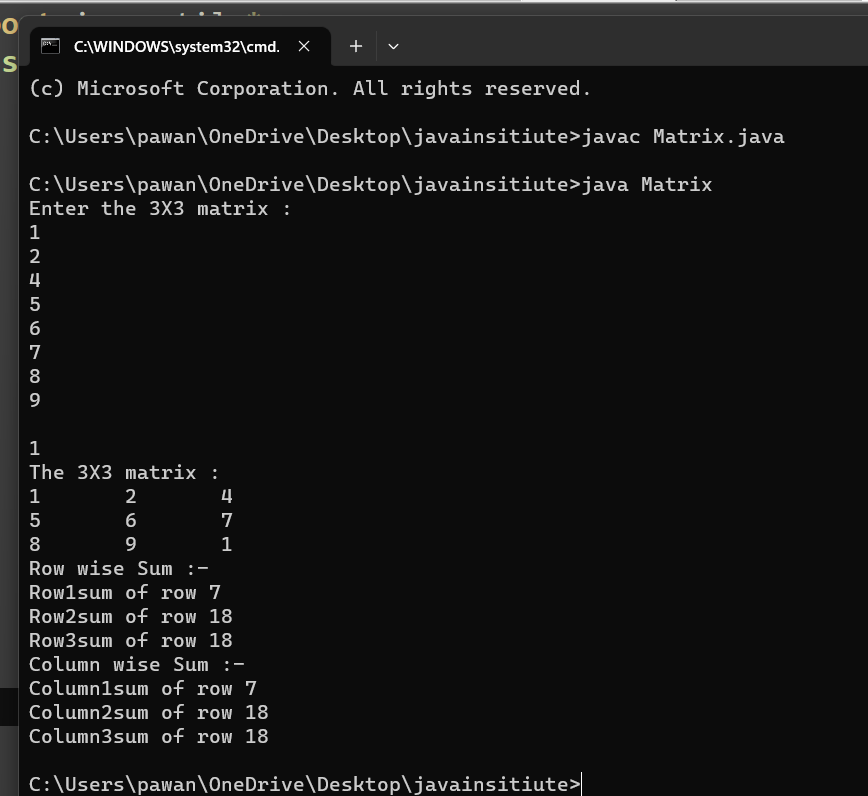 C:\WINDOWS\system32\cmd.
(c) Microsoft Corporation. All rights reserved.
C:\Users\pawan\OneDrive\Desktop\javainsitiute>javac Matrix.java
C:\Users\pawan\OneDrive\Desktop\javainsitiute>java Matrix
Enter the 3X3 matrix :
1
2
4
5
6
7
8
9
1
The 3X3 matrix :
1 2 4
5 6 7
8 9 1
Row wise Sum :-
Row1sum of row 7
Row2sum of row 18
Row3sum of row 18
Column wise Sum :-
Column1sum of row 7
Column2sum of row 18
Column3sum of row 18
C:\Users\pawan\OneDrive\Desktop\javainsitiute>